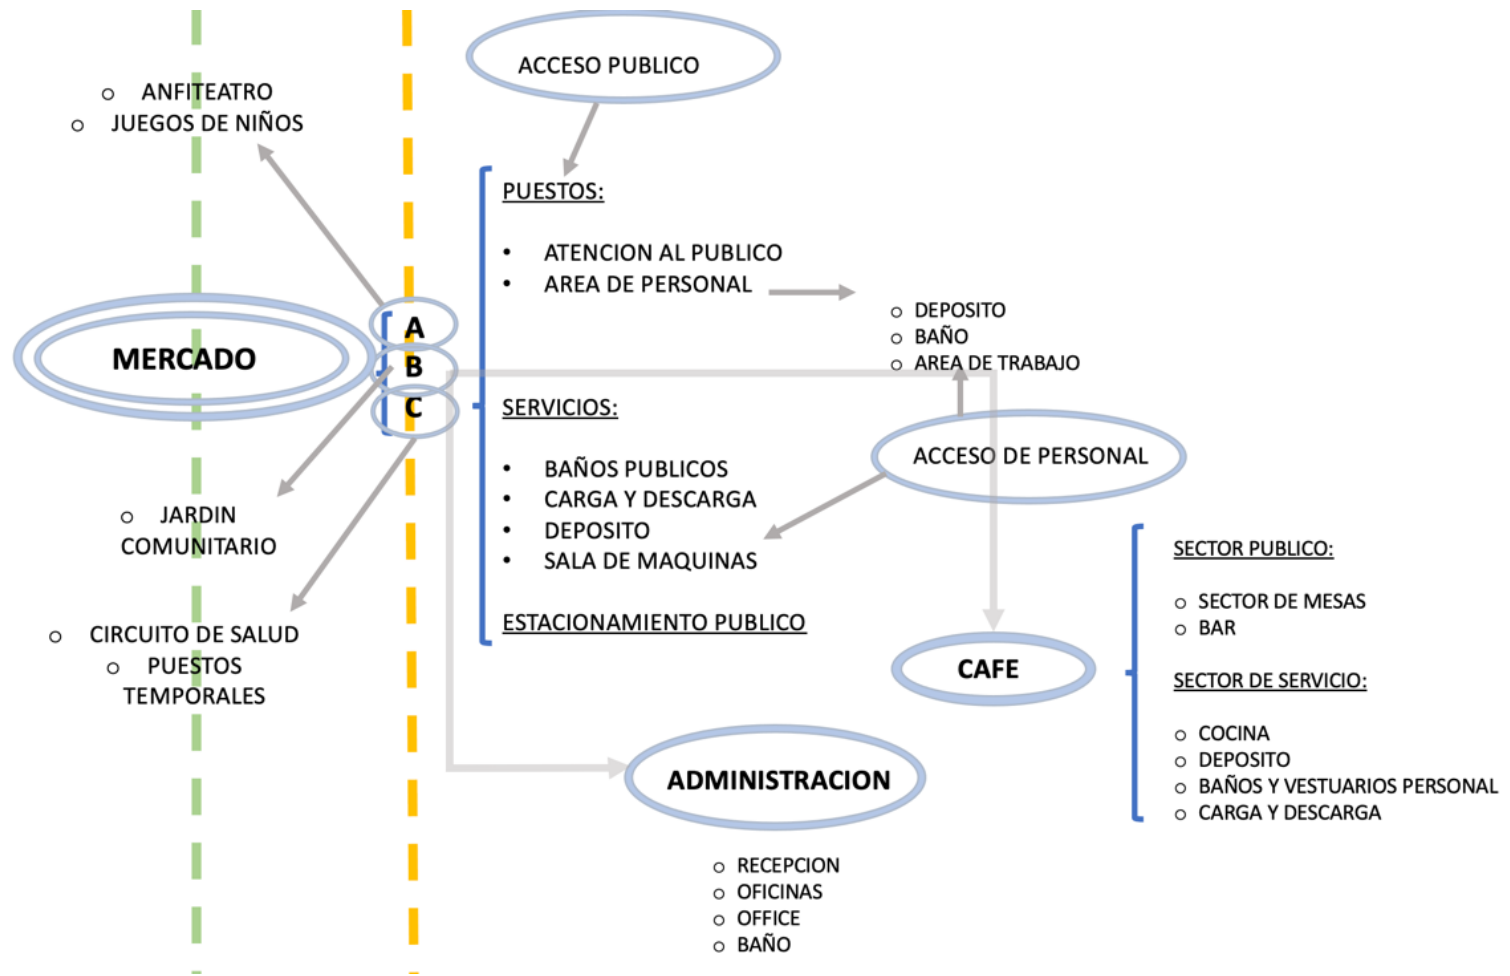 ACCESO PUBLICO
ANFITEATRO
JUEGOS DE NIÑOS
PUESTOS:
ATENCION AL PUBLICO
AREA DE PERSONAL
DEPOSITO
BAÑO
AREA DE TRABAJO
MERCADO
A
B
C
SERVICIOS:
BAÑOS PUBLICOS
CARGA Y DESCARGA
DEPOSITO
SALA DE MAQUINAS
ESTACIONAMIENTO PUBLICO
ACCESO DE PERSONAL
JARDIN
COMUNITARIO
CIRCUITO DE SALUD
PUESTOS
TEMPORALES
CAFE
SECTOR PUBLICO:
SECTOR DE MESAS
BAR
SECTOR DE SERVICIO:
COCINA
DEPOSITO
BAÑOS Y VESTUARIOS PERSONAL
CARGA Y DESCARGA
ADMINISTRACION
RECEPCION
OFICINAS
OFFICE
BAÑO